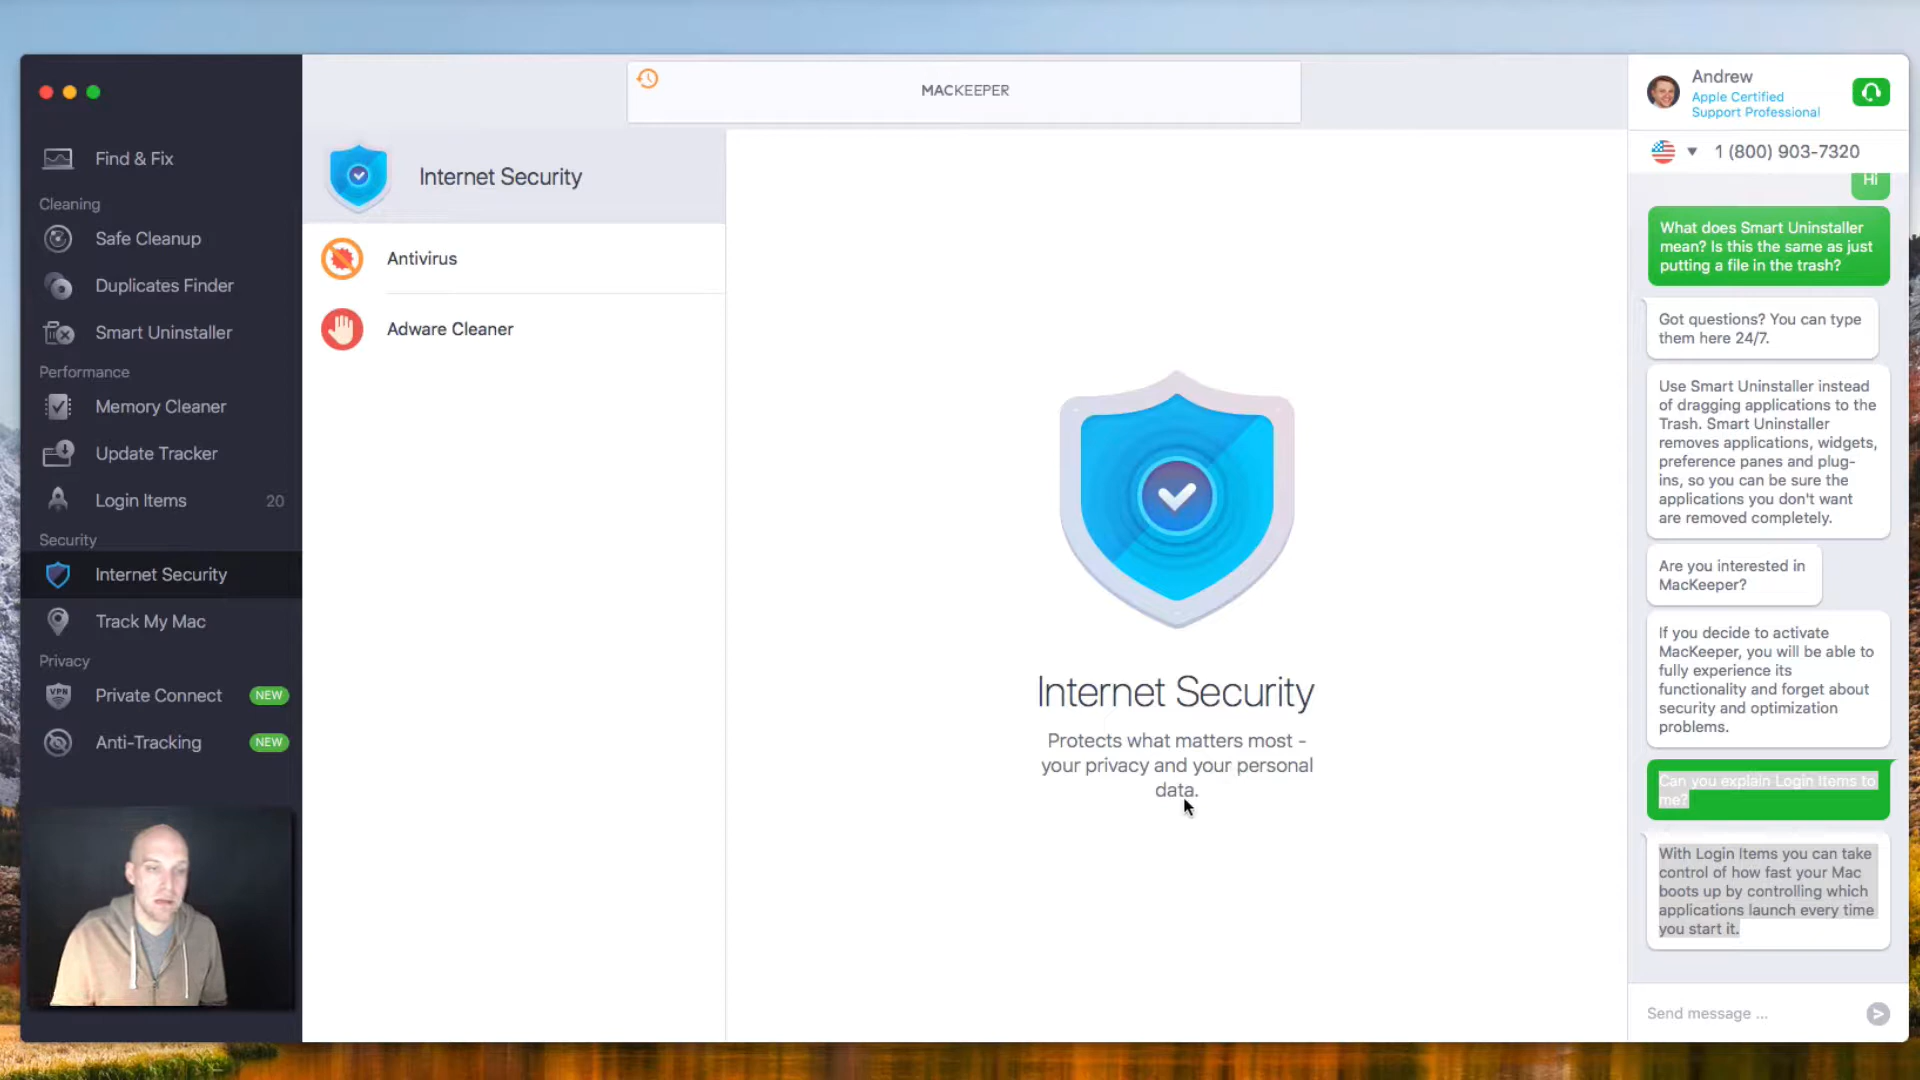 MACKEEPER
Find & Fix
Cleaning
Safe Cleanup
Duplicates Finder
Smart Uninstaller
Performance
Memory Cleaner
Update Tracker
Login Items 20
Security
Internet Security
Track My Mac
Privacy
VPN Private Connect NEW
Anti-Tracking NEW
Internet Security
Antivirus
Adware Cleaner
Internet Security
Protects what matters most -
your privacy and your personal
data.
Andrew
Apple Certified
Support Professional
1 (800) 903-7320
Hi
What does Smart Uninstaller
mean? Is this the same as just
putting a file in the trash?
Got questions? You can type
them here 24/7.
Use Smart Uninstaller instead
of dragging applications to the
Trash. Smart Uninstaller
removes applications, widgets,
preference panes and plug-
ins, so you can be sure the
applications you don't want
are removed completely.
Are you interested in
MacKeeper?
If you decide to activate
MacKeeper, you will be able to
fully experience its
functionality and forget about
security and optimization
problems.
Can you explain Login Items to
me?
With Login Items you can take
control of how fast your Mac
boots up by controlling which
applications launch every time
you start it.
Send message ...